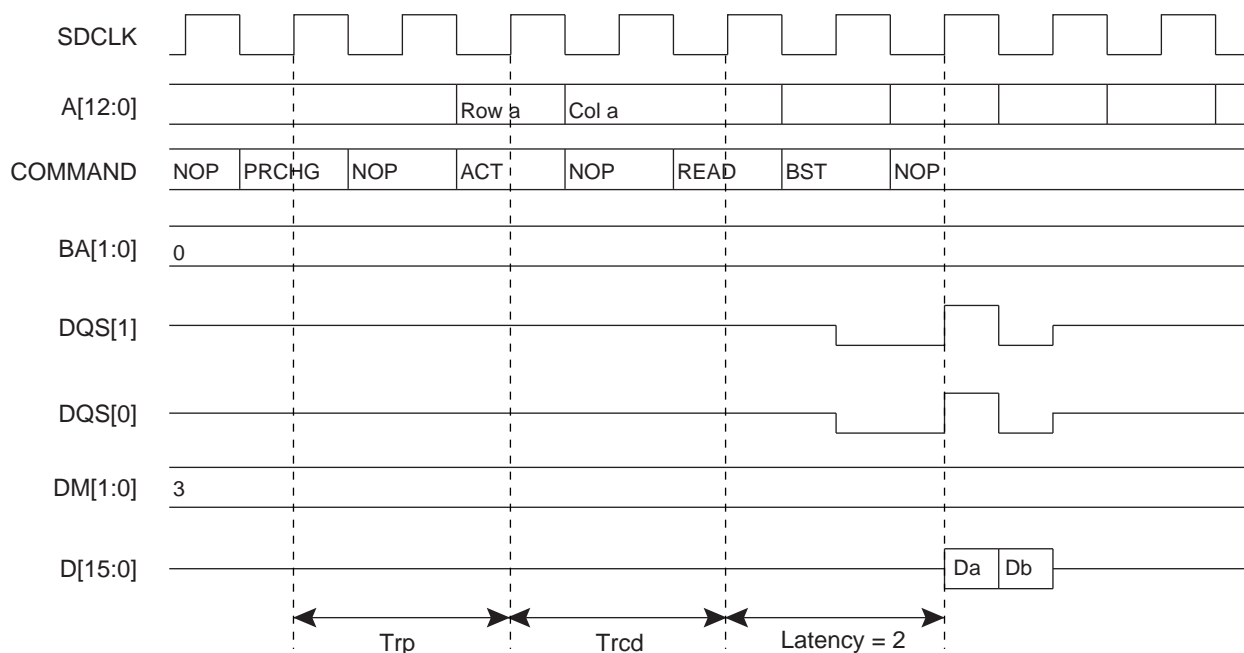 SDCLK
A[12:0] Row a Col a
COMMAND NOP PRCHG NOP ACT NOP READ BST NOP
BA[1:0] 0
DQS[1]
DQS[0]
DM[1:0] 3
D[15:0] Da Db
Trp Trcd Latency = 2